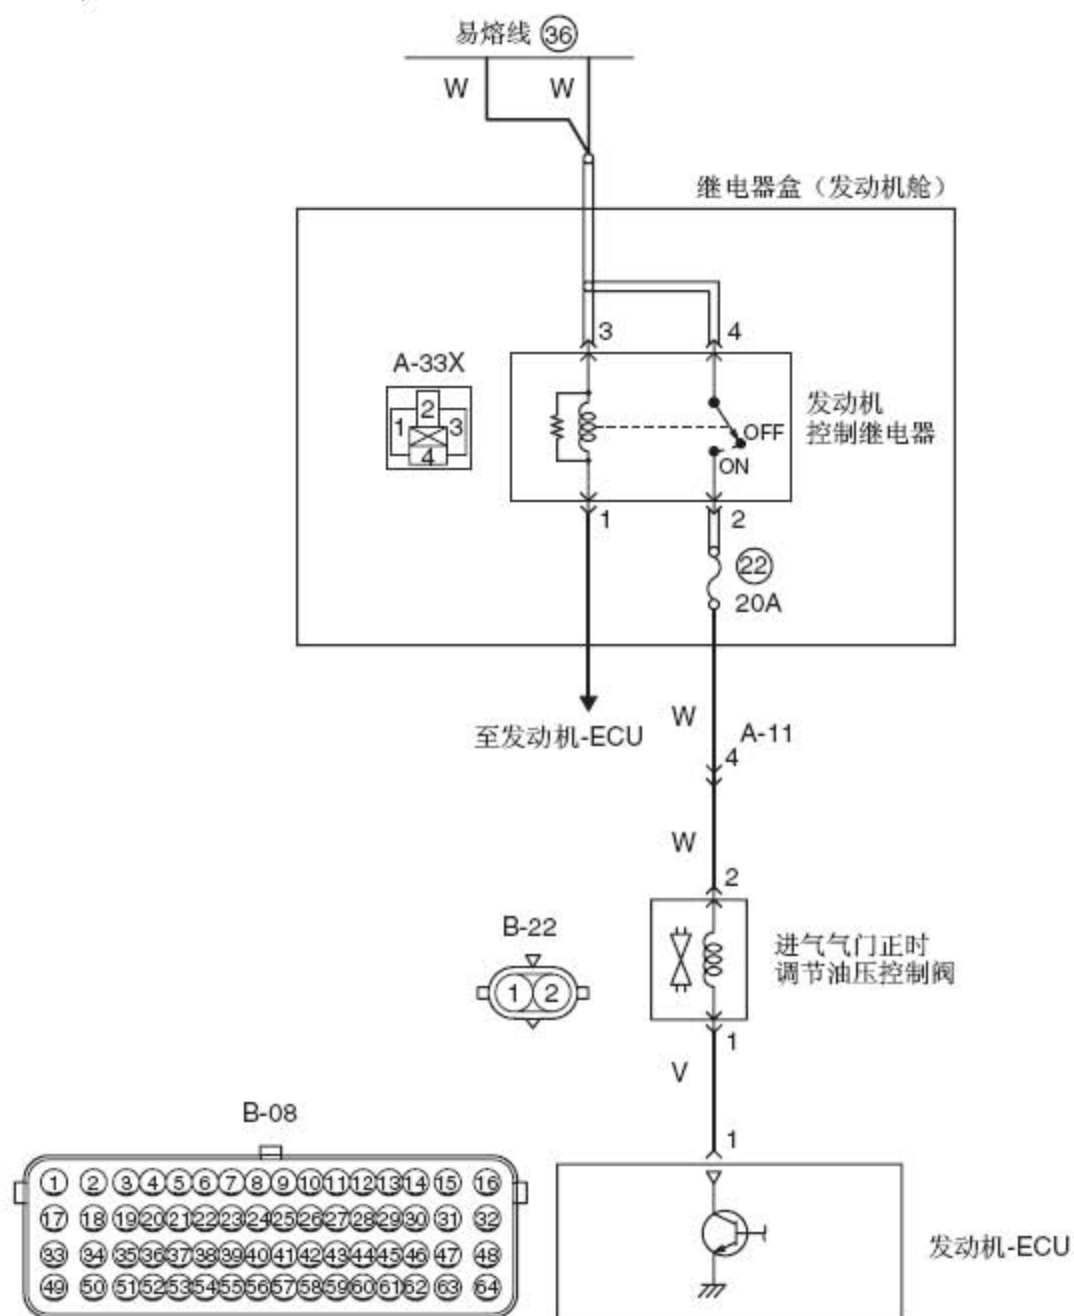 易熔线 36
W W
继电器盒（发动机舱）
3 4
A-33X
1 2 3
4
发动机
控制继电器
OFF
ON
1 2
22
20A
W
至发动机-ECU
A-11
4
W
2
B-22
1 2
进气气门正时
调节油压控制阀
1
V
B-08
1
1 2 3 4 5 6 7 8 9 10 11 12 13 14 15 16
17 18 19 20 21 22 23 24 25 26 27 28 29 30 31 32
33 34 35 36 37 38 39 40 41 42 43 44 45 46 47 48
49 50 51 52 53 54 55 56 57 58 59 60 61 62 63 64
发动机-ECU